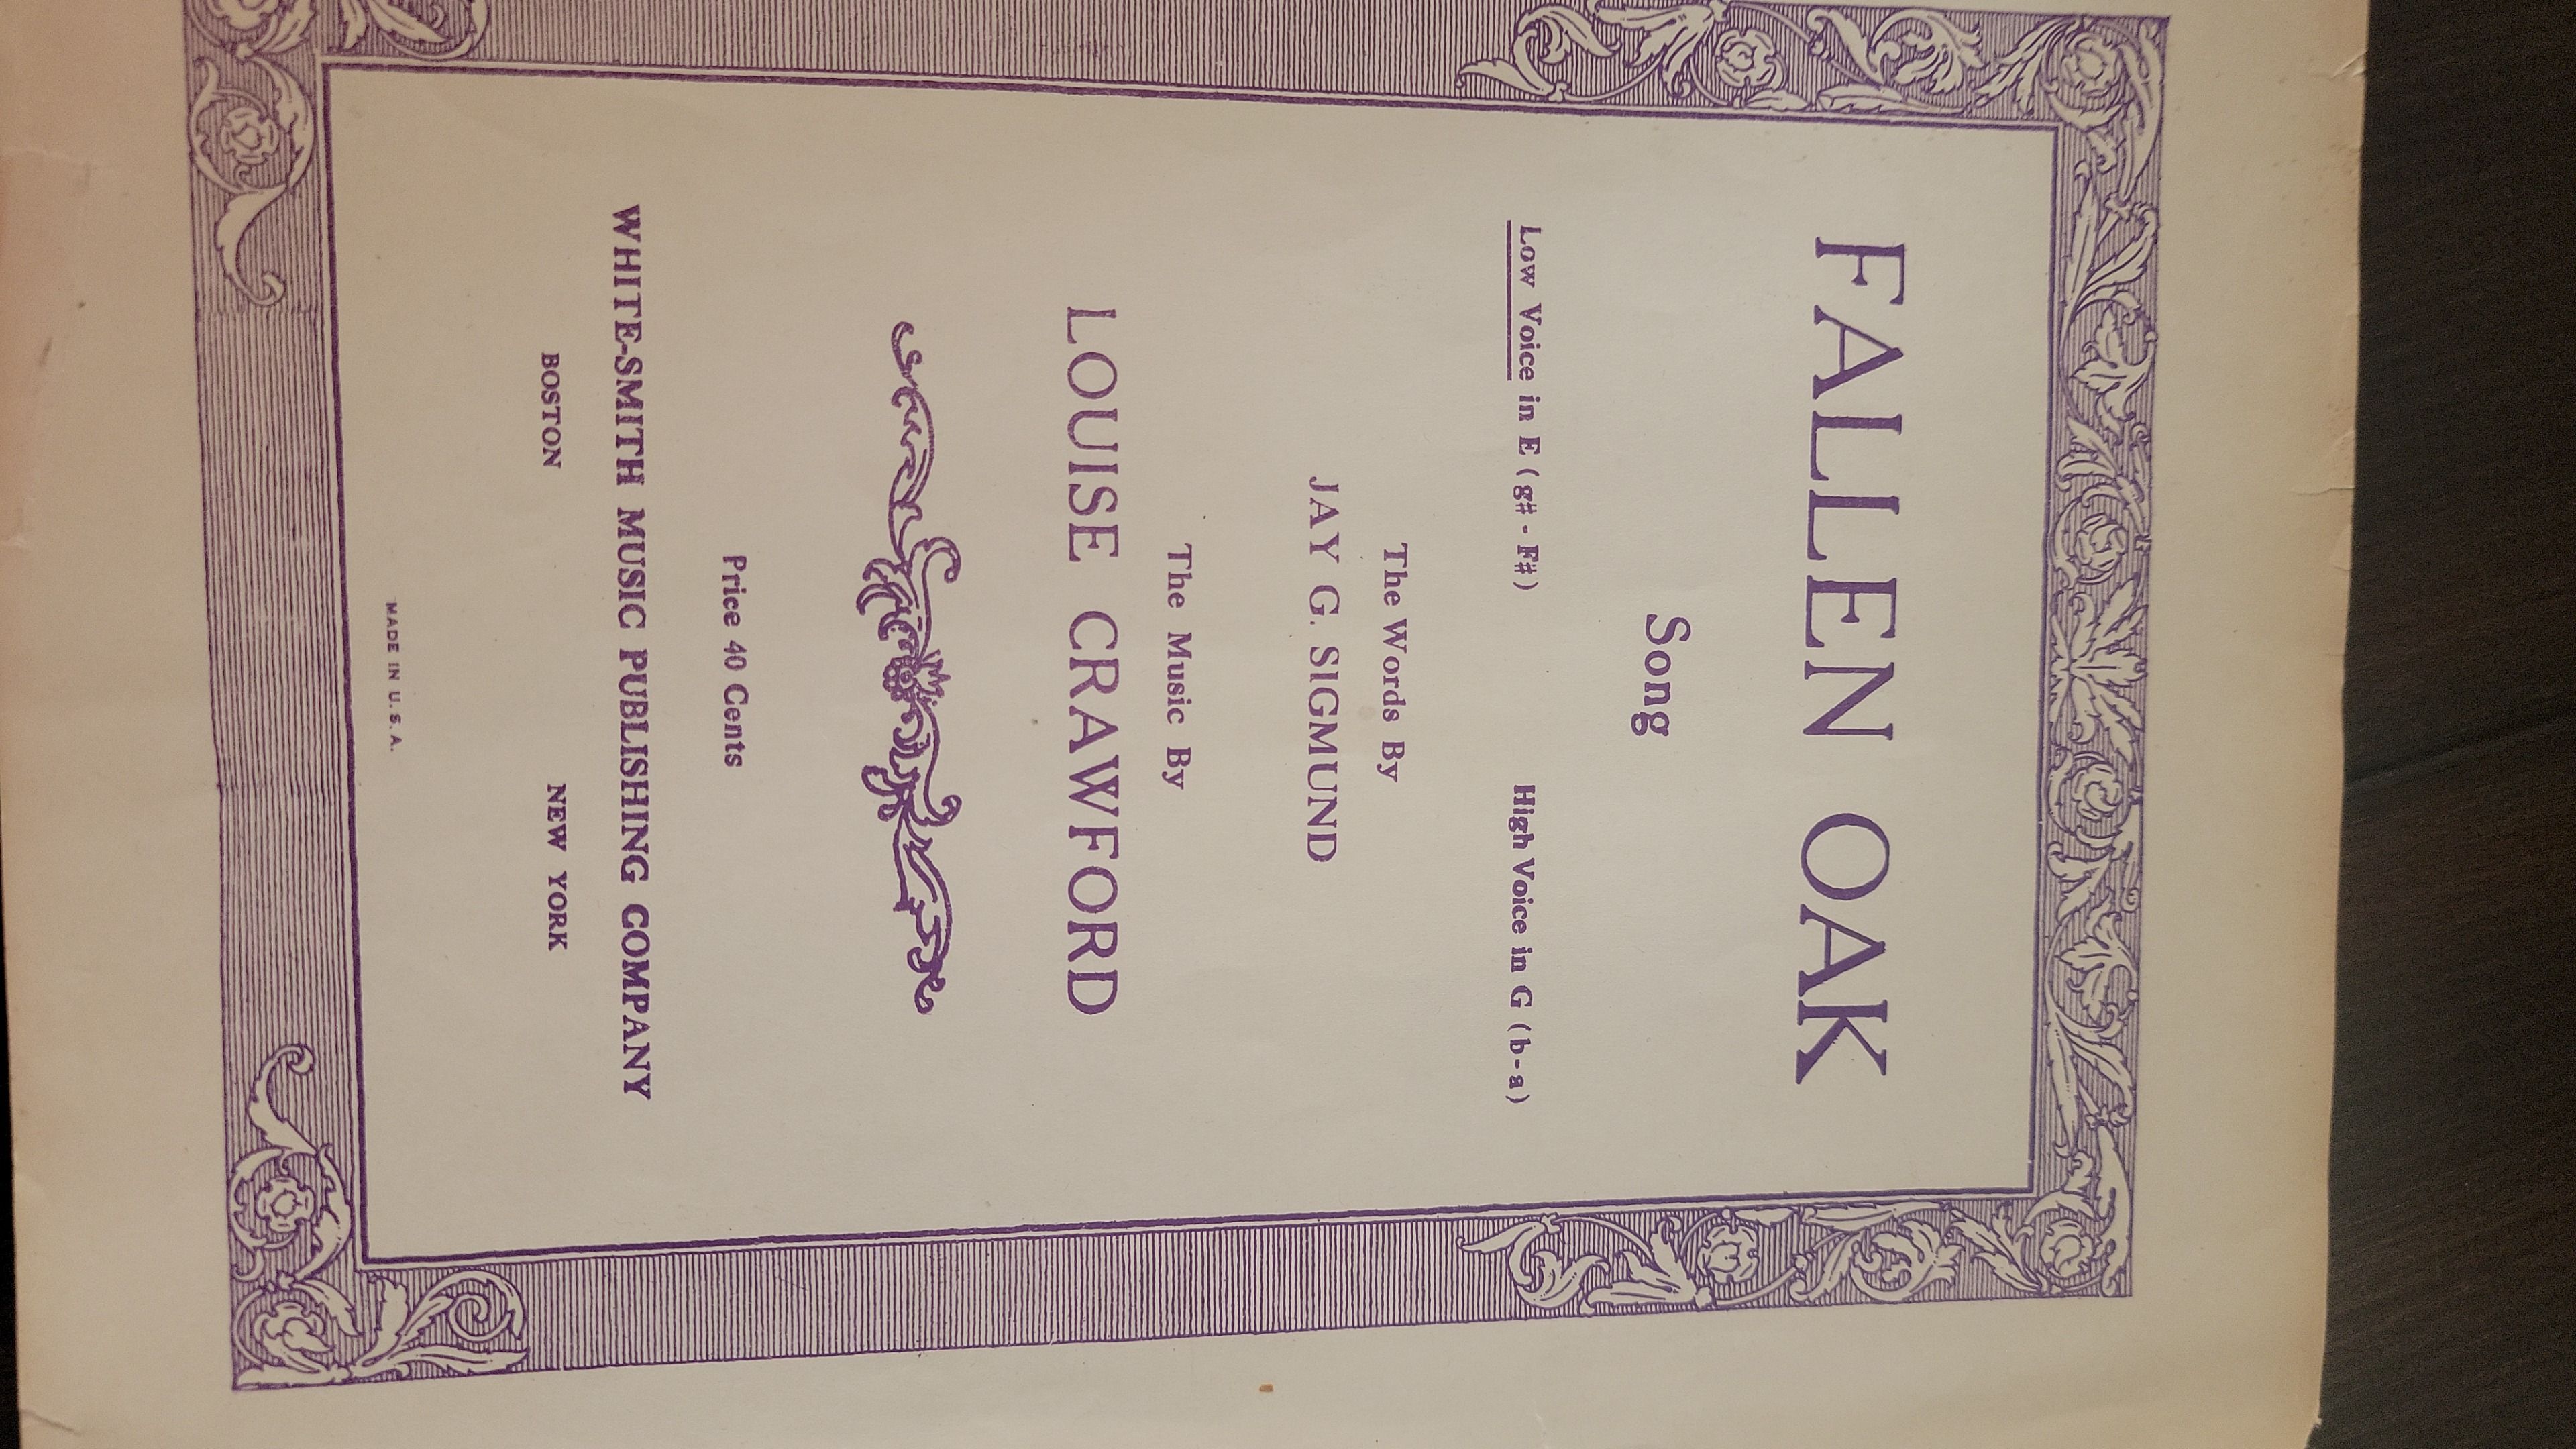 FALLEN OAK
Song
Low Voice in E (g# - F#) High Voice in G (b - a)
The Words By
JAY G. SIGMUND
The Music By
LOUISE CRAWFORD
Price 40 Cents
WHITE-SMITH MUSIC PUBLISHING COMPANY
BOSTON NEW YORK
MADE IN U. S. A.